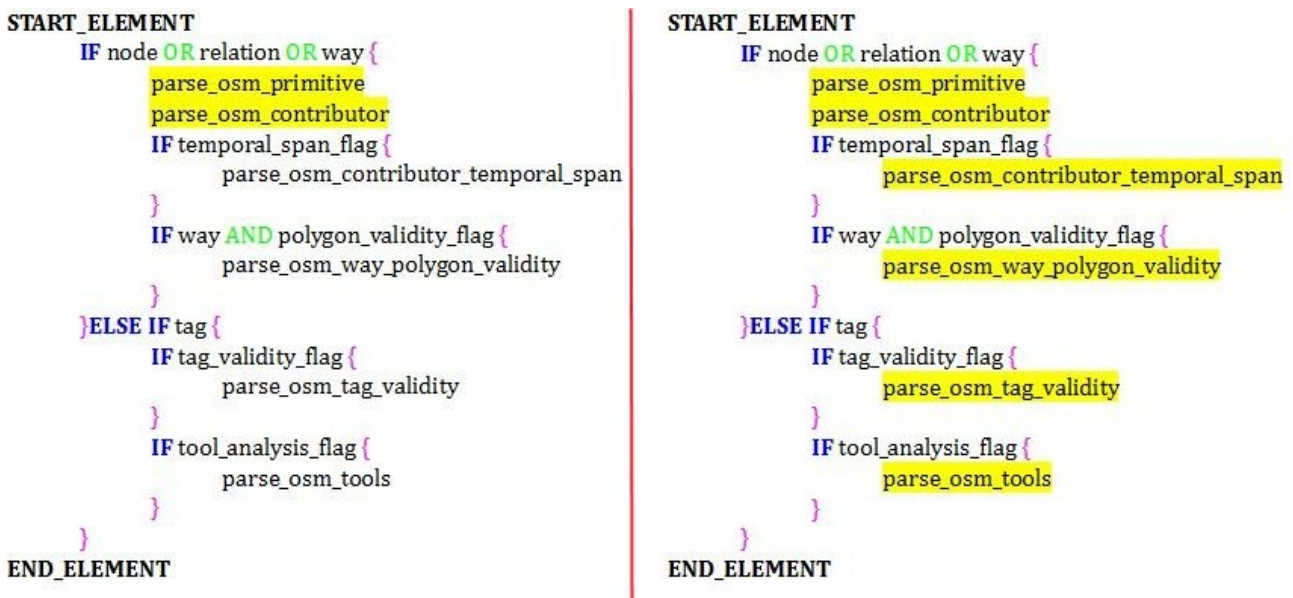 START_ELEMENT
IF node OR relation OR way {
parse_osm_primitive
parse_osm_contributor
IF temporal_span_flag {
parse_osm_contributor_temporal_span
}
IF way AND polygon_validity_flag {
parse_osm_way_polygon_validity
}
}ELSE IF tag {
IF tag_validity_flag {
parse_osm_tag_validity
}
IF tool_analysis_flag {
parse_osm_tools
}
}
END_ELEMENT
START_ELEMENT
IF node OR relation OR way {
parse_osm_primitive
parse_osm_contributor
IF temporal_span_flag {
parse_osm_contributor_temporal_span
}
IF way AND polygon_validity_flag {
parse_osm_way_polygon_validity
}
}ELSE IF tag {
IF tag_validity_flag {
parse_osm_tag_validity
}
IF tool_analysis_flag {
parse_osm_tools
}
}
END_ELEMENT